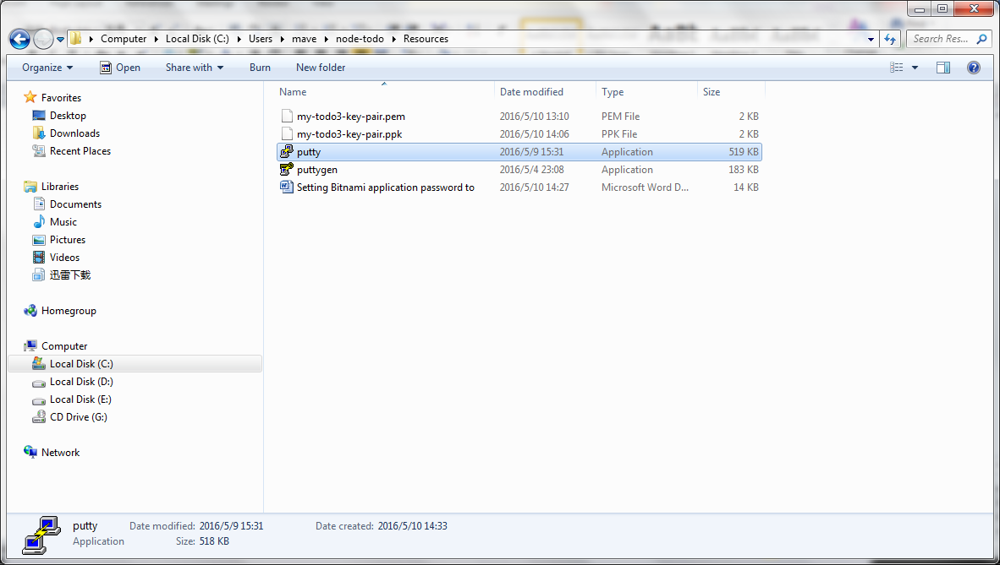 Computer Local Disk (C:) Users mave node-todo Resources Search Res...
Organize Open Share with Burn New folder
Favorites
Desktop
Downloads
Recent Places
Libraries
Documents
Music
Pictures
Videos
迅雷下载
Homegroup
Computer
Local Disk (C:)
Local Disk (D:)
Local Disk (E:)
CD Drive (G:)
Network
Name Date modified Type Size
my-todo3-key-pair.pem 2016/5/10 13:10 PEM File 2 KB
my-todo3-key-pair.ppk 2016/5/10 14:06 PPK File 2 KB
putty 2016/5/9 15:31 Application 519 KB
puttygen 2016/5/4 23:08 Application 183 KB
Setting Bitnami application password to 2016/5/10 14:27 Microsoft Word D... 14 KB
putty Date modified: 2016/5/9 15:31 Date created: 2016/5/10 14:33
Application Size: 518 KB